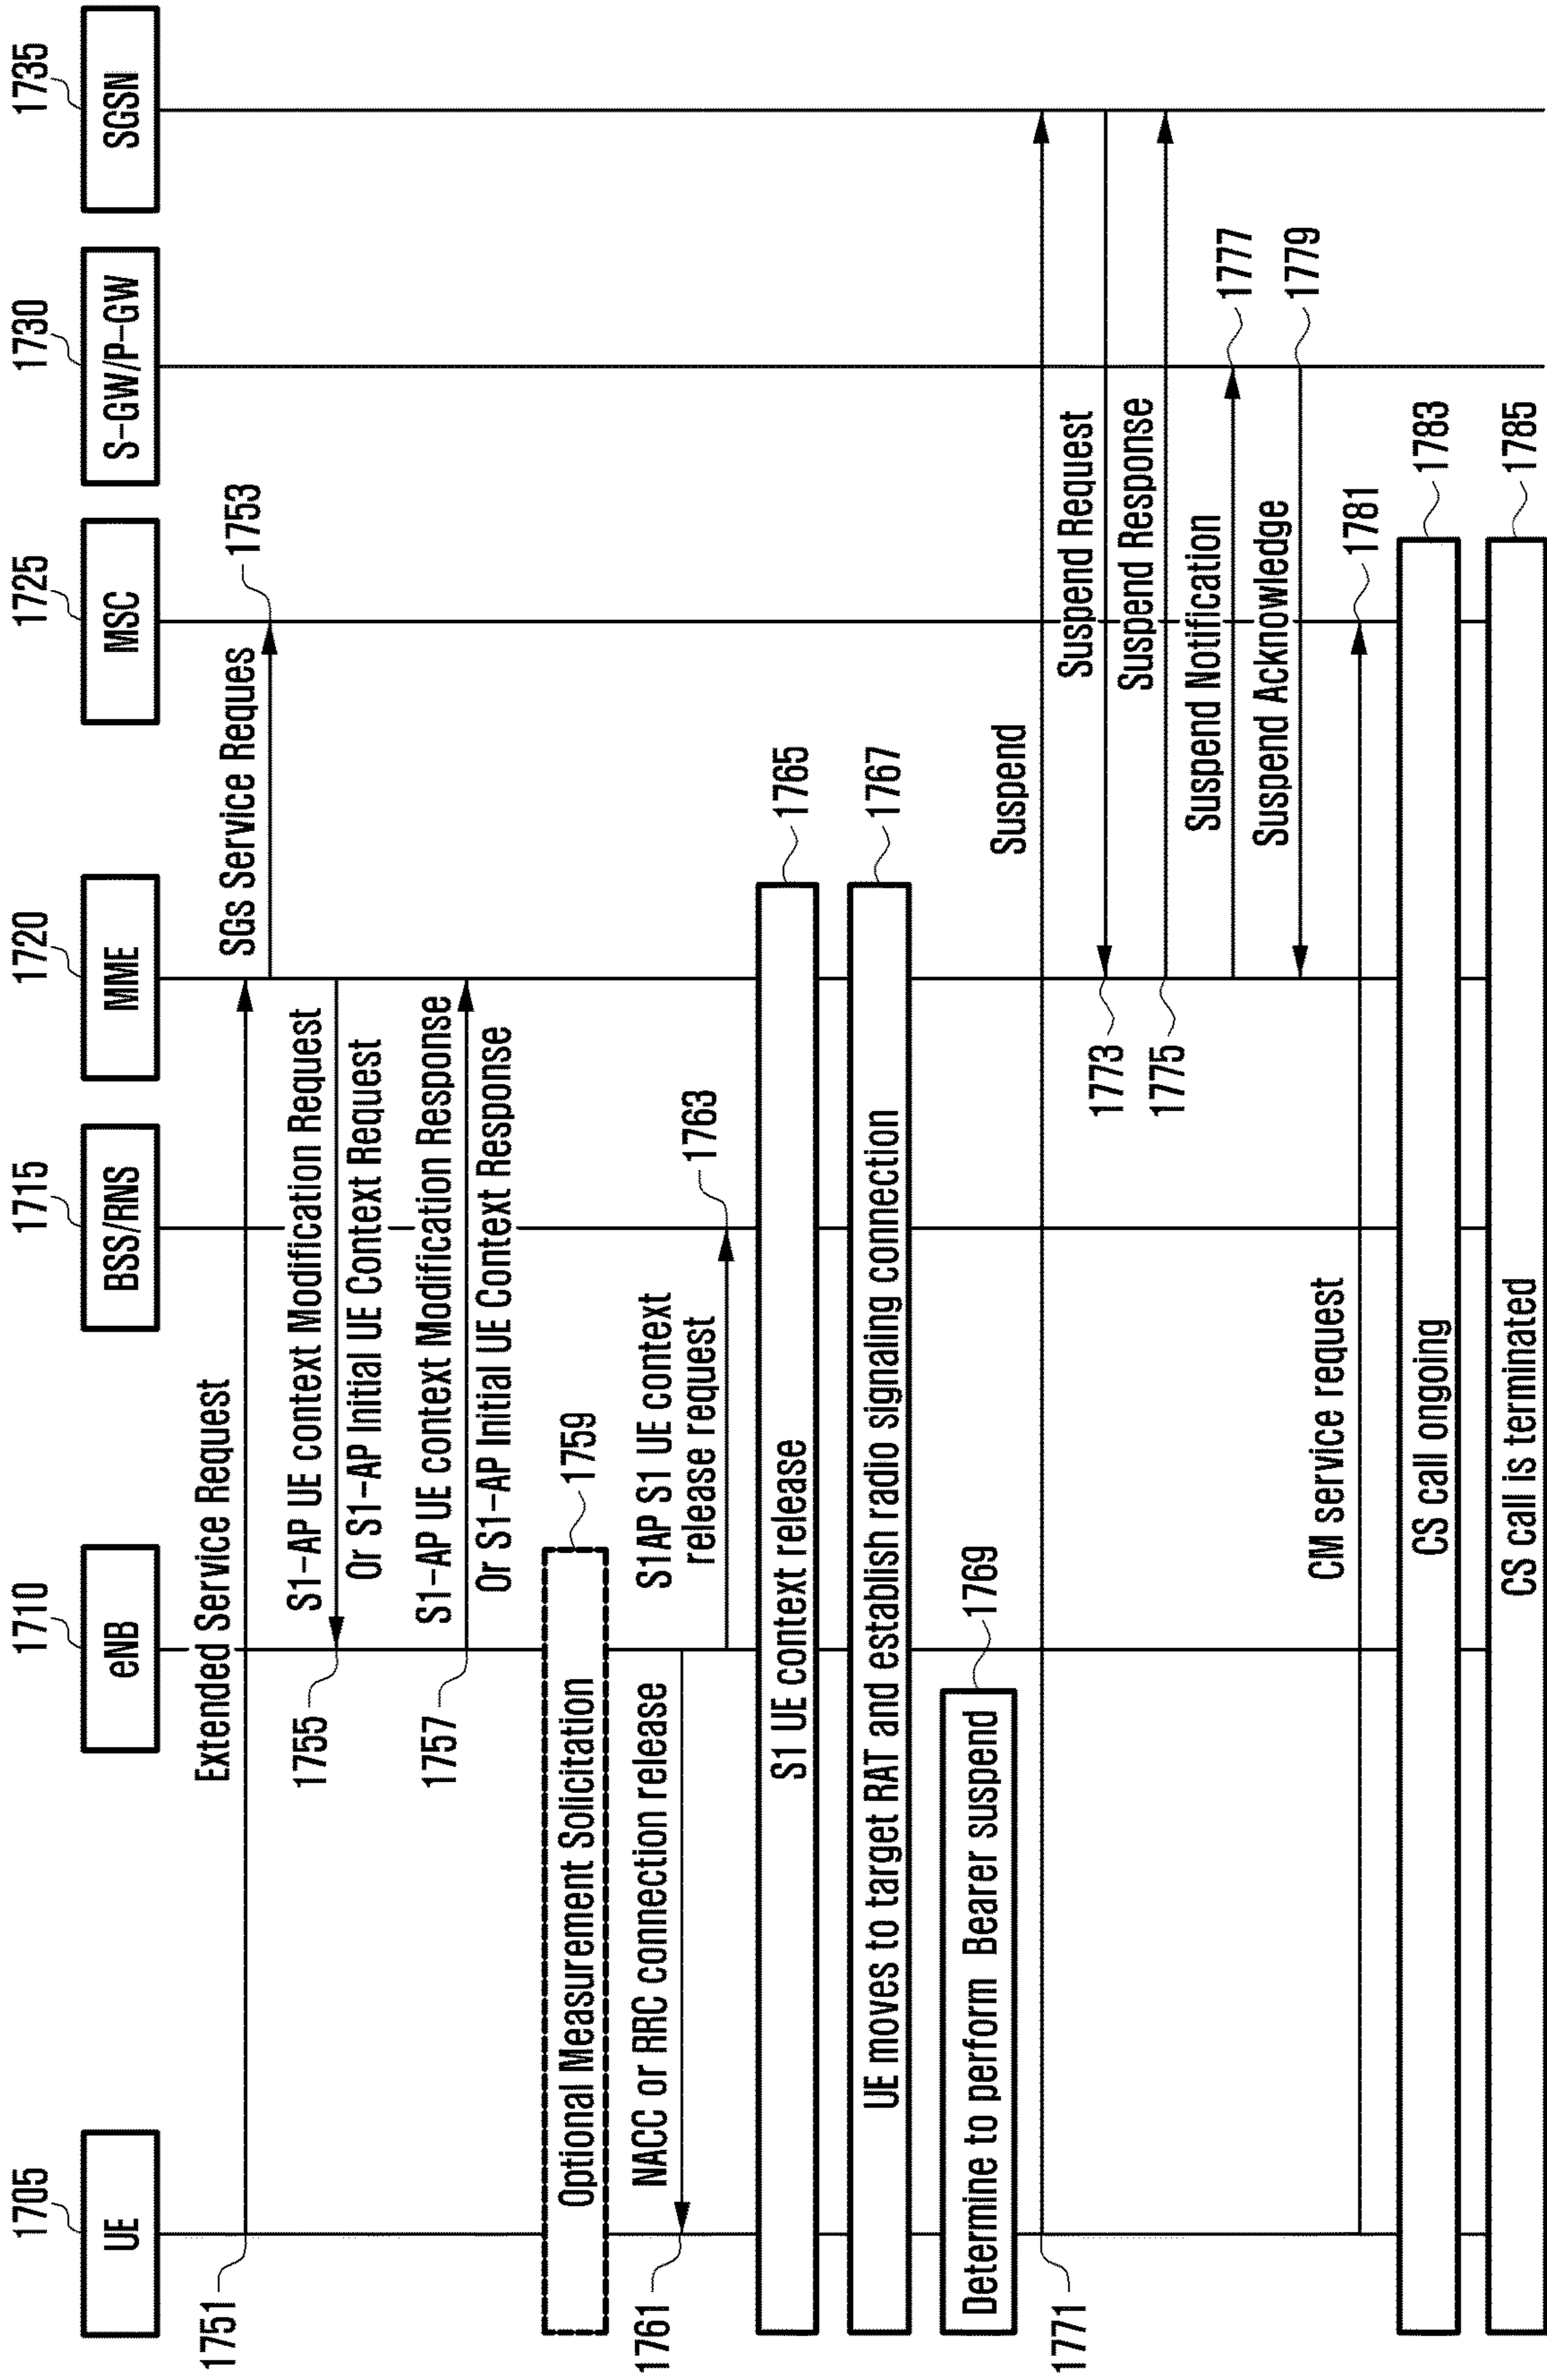 1705
1710
1715
1720
1725
1730
1735
UE
eNB
BSS/RNS
MME
MSC
S-GW/P-GW
SGSN
1751
Extended Service Request
SGs Service Reques
1753
S1-AP UE context Modification Request
Or S1-AP Initial UE Context Request
1755
S1-AP UE context Modification Response
Or S1-AP Initial UE Context Response
1757
Optional Measurement Solicitation
1759
NACC or RRC connection release
1761
S1AP S1 UE context
release request
1763
S1 UE context release
1765
UE moves to target RAT and establish radio signaling connection
1767
Determine to perform Bearer suspend
1769
Suspend
1771
Suspend Request
1773
Suspend Response
1775
Suspend Notification
1777
Suspend Acknowledge
1779
CM service request
1781
CS call ongoing
1783
CS call is terminated
1785